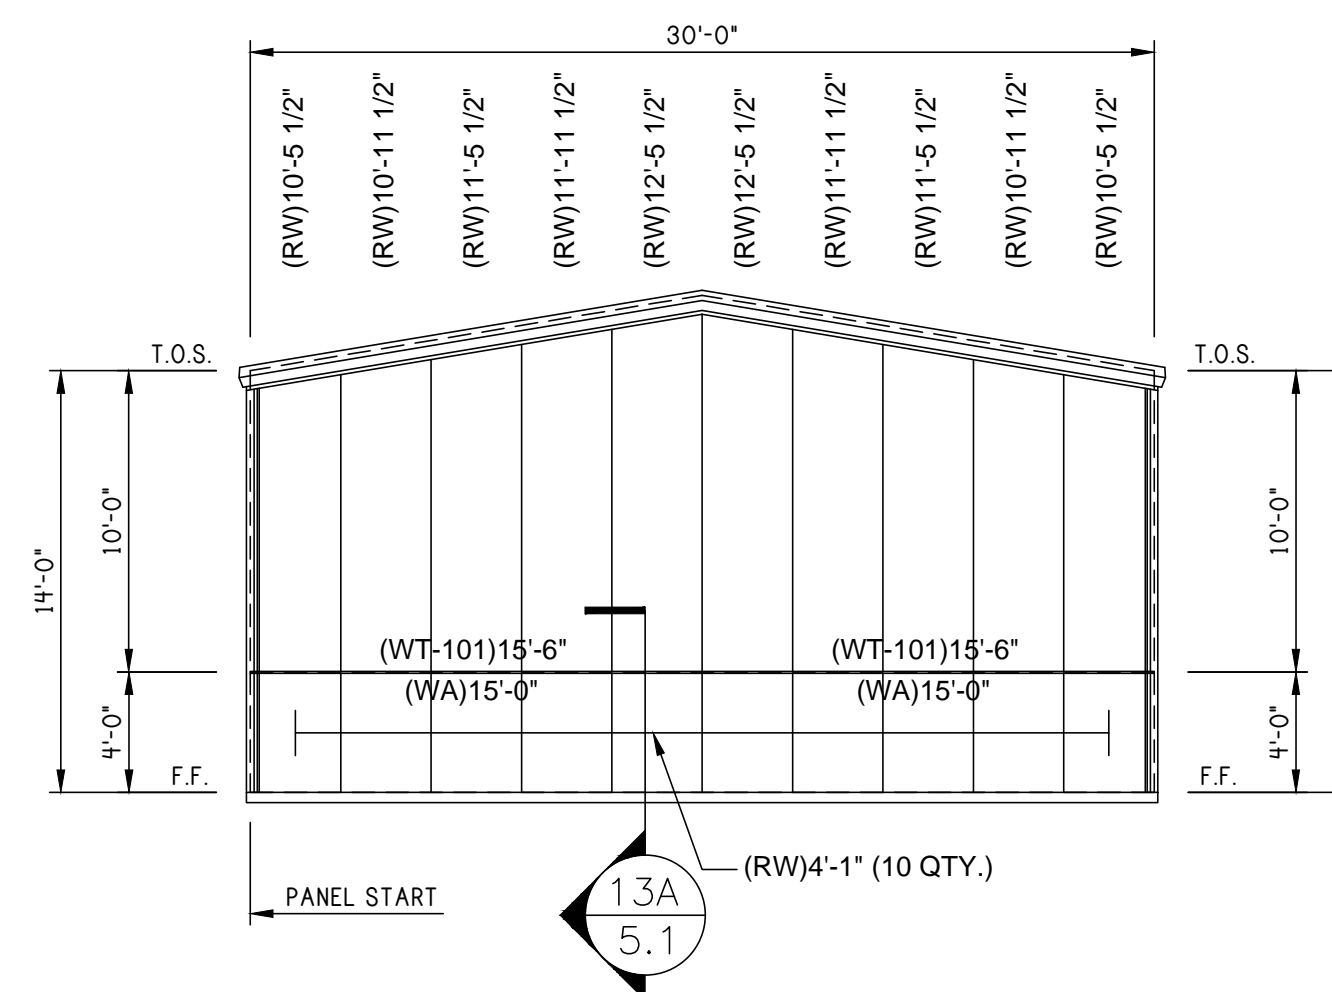 30'-0"
(RW)10'-5 1/2"
(RW)10'-11 1/2"
(RW)11'-5 1/2"
(RW)11'-11 1/2"
(RW)12'-5 1/2"
(RW)12'-5 1/2"
(RW)11'-11 1/2"
(RW)11'-5 1/2"
(RW)10'-11 1/2"
(RW)10'-5 1/2"
T.O.S.
T.O.S.
14'-0"
10'-0"
10'-0"
(WT-101)15'-6"
(WT-101)15'-6"
(WA)15'-0"
(WA)15'-0"
4'-0"
4'-0"
F.F.
F.F.
(RW)4'-1" (10 QTY.)
PANEL START
13A
5.1